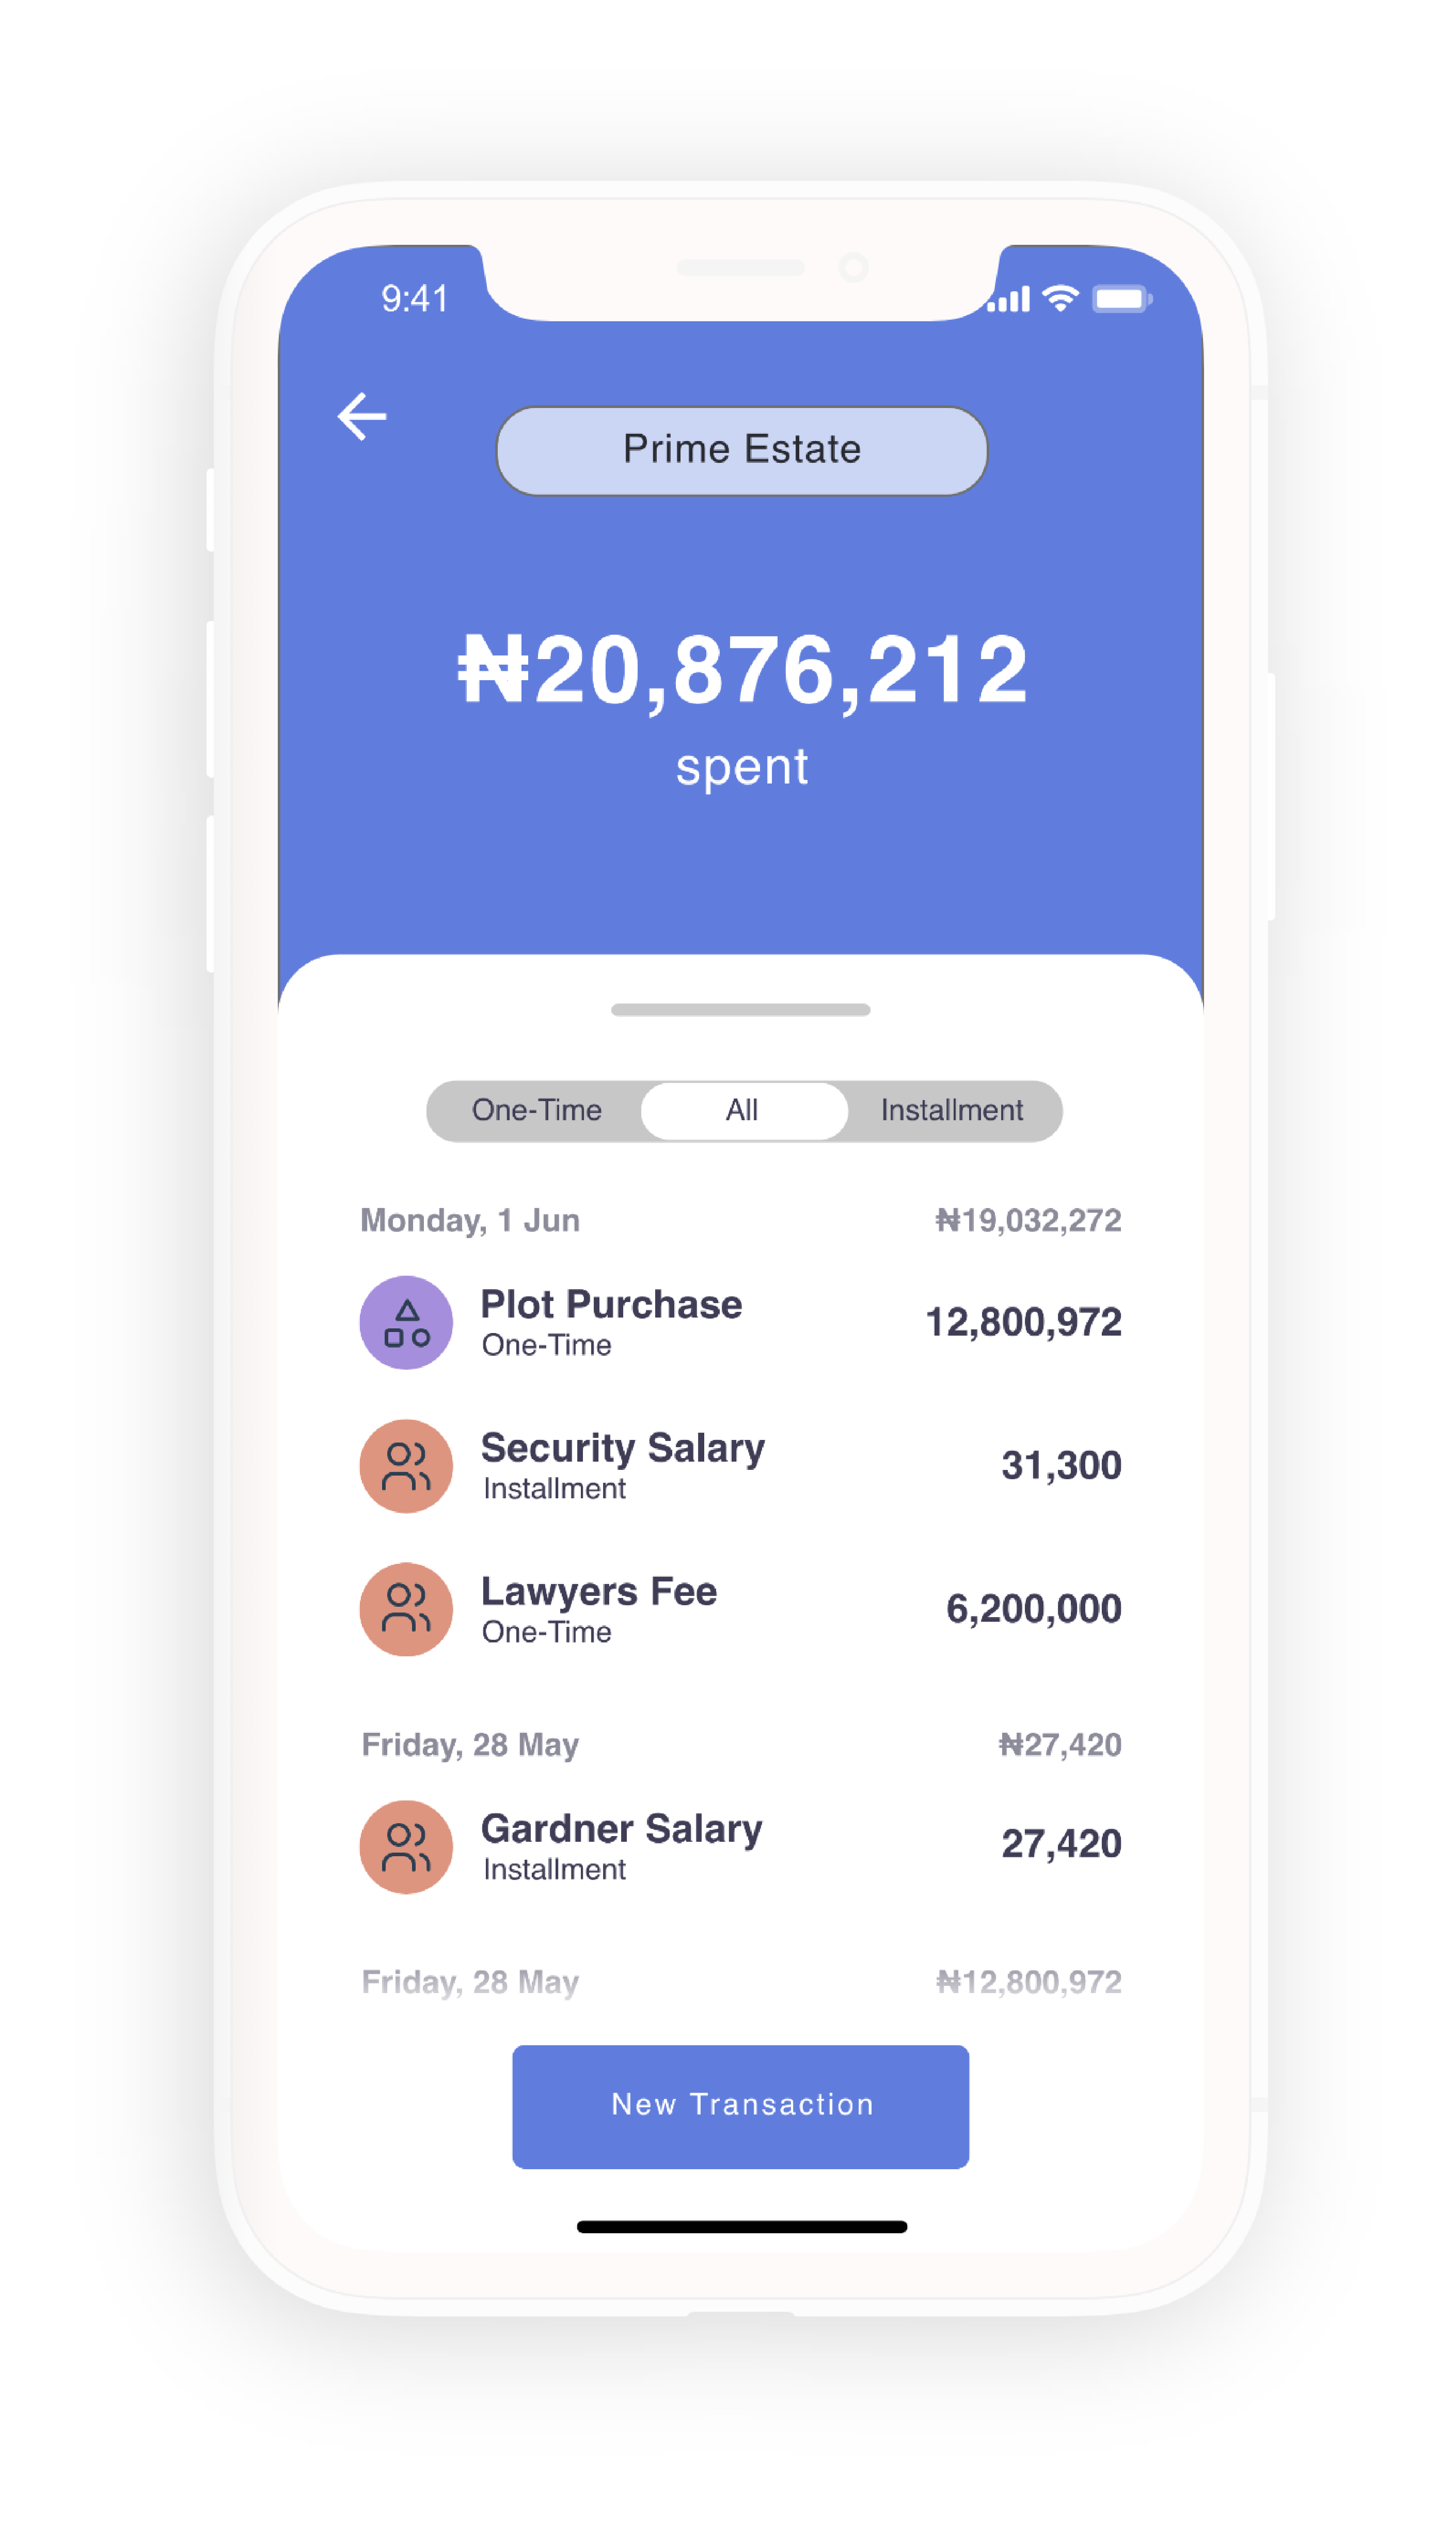 9:41
Prime Estate
₦20,876,212
spent
One-Time All Installment
Monday, 1 Jun ₦19,032,272
Plot Purchase
One-Time
12,800,972
Security Salary
Installment
31,300
Lawyers Fee
One-Time
6,200,000
Friday, 28 May ₦27,420
Gardner Salary
Installment
27,420
Friday, 28 May ₦12,800,972
New Transaction